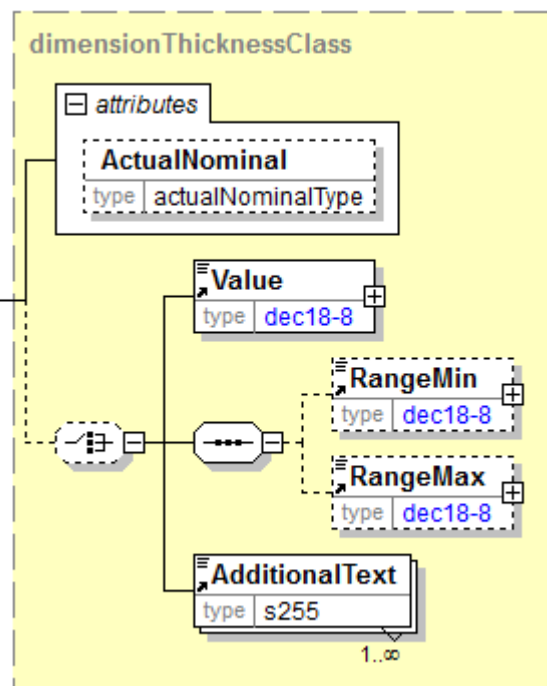 dimensionThicknessClass
attributes
ActualNominal
type actualNominalType
Value
type dec18-8
RangeMin
type dec18-8
RangeMax
type dec18-8
AdditionalText
type s255
1..∞